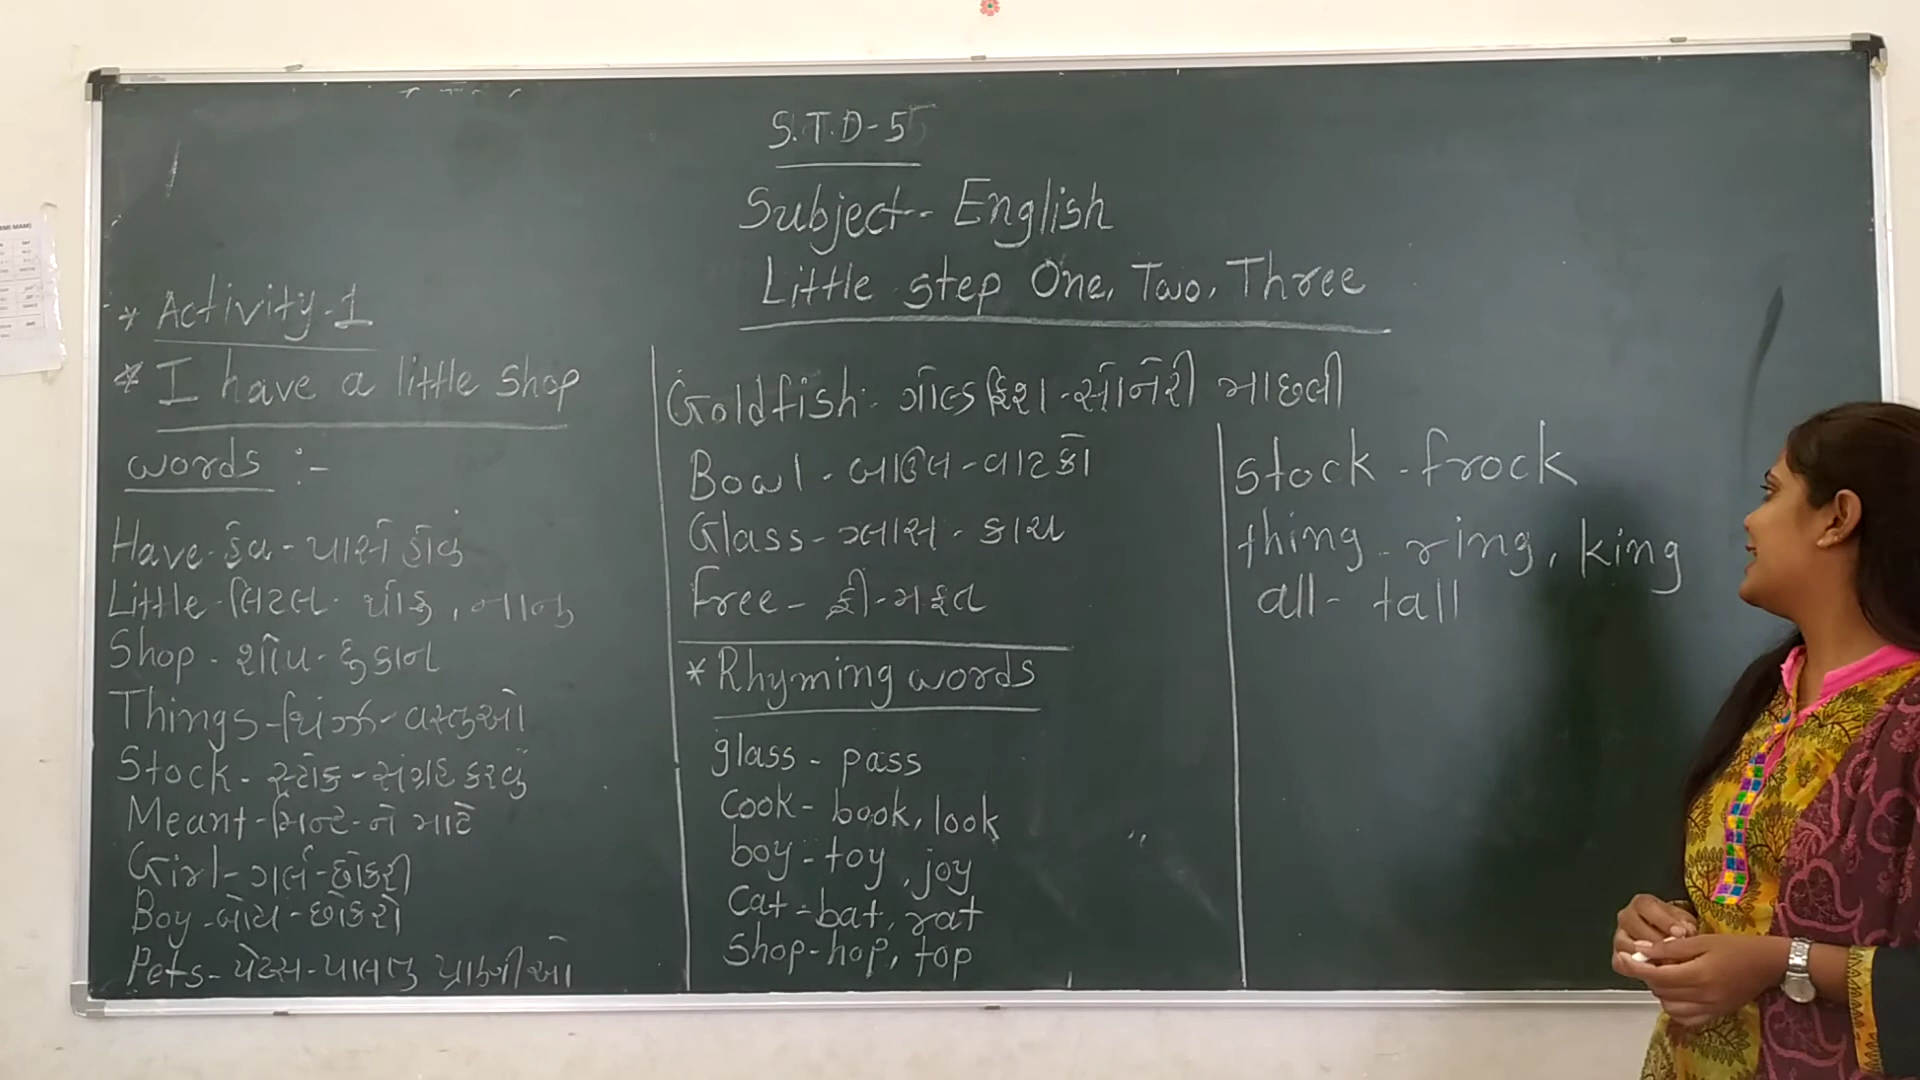 S.T.D-5
Subject- English
Little step One, Two, Three
* Activity-1
* I have a little shop
words :-
Have-હેવ-પાસે હોવું
Little-લિટલ-થોડુ, નાનુ
Shop-શોપ-દુકાન
Things-થિંગ્ઝ-વસ્તુઓ
Stock-સ્ટોક-સંગ્રહ કરવું
Meant-મિન્ટ-ને માટે
Girl-ગર્લ-છોકરી
Boy-બોય-છોકરો
Pets-પેટ્સ-પાલતુ પ્રાણીઓ
Goldfish-ગોલ્ડફિશ-સોનેરી માછલી
Bowl-બાઉલ-વાટકો
Glass-ગ્લાસ-કાચ
Free-ફ્રી-મફત
* Rhyming words
glass-pass
cook-book, look
boy-toy, joy
Cat-bat, rat
Shop-hop, top
stock-frock
thing-ring, king
all-tall